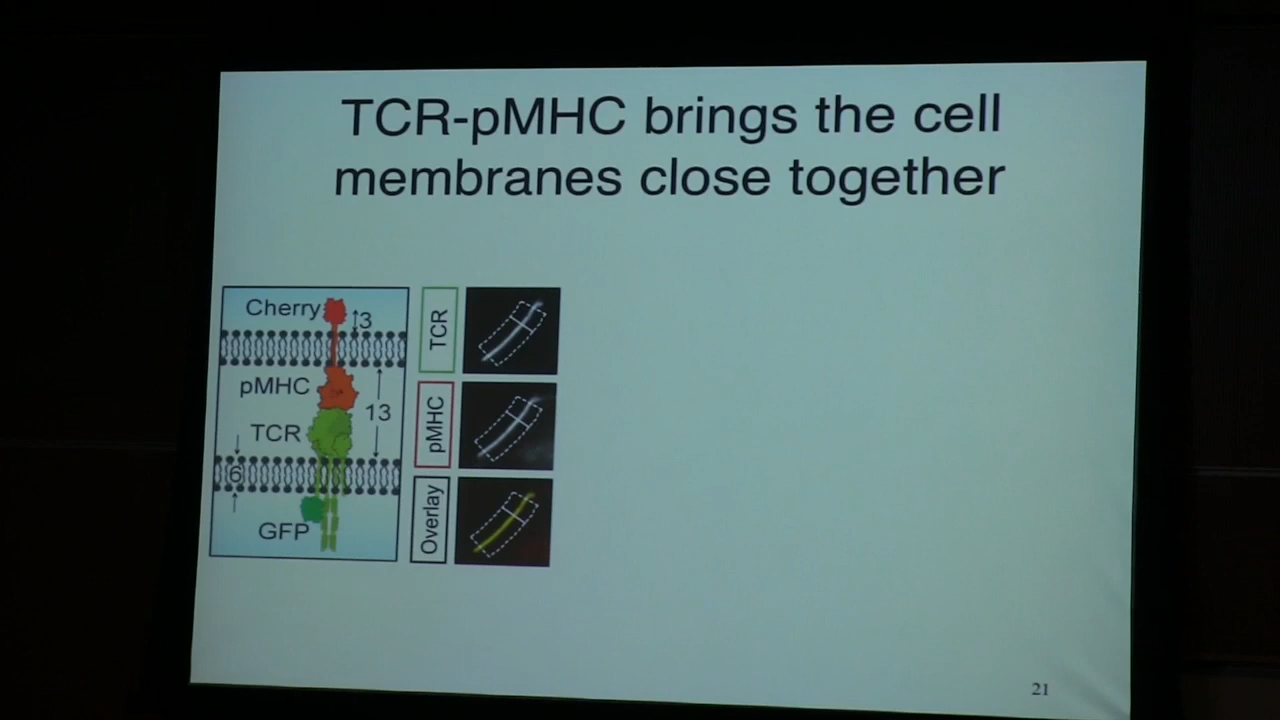 TCR-pMHC brings the cell
membranes close together
Cherry
3
pMHC
13
TCR
6
GFP
TCR
pMHC
Overlay
21